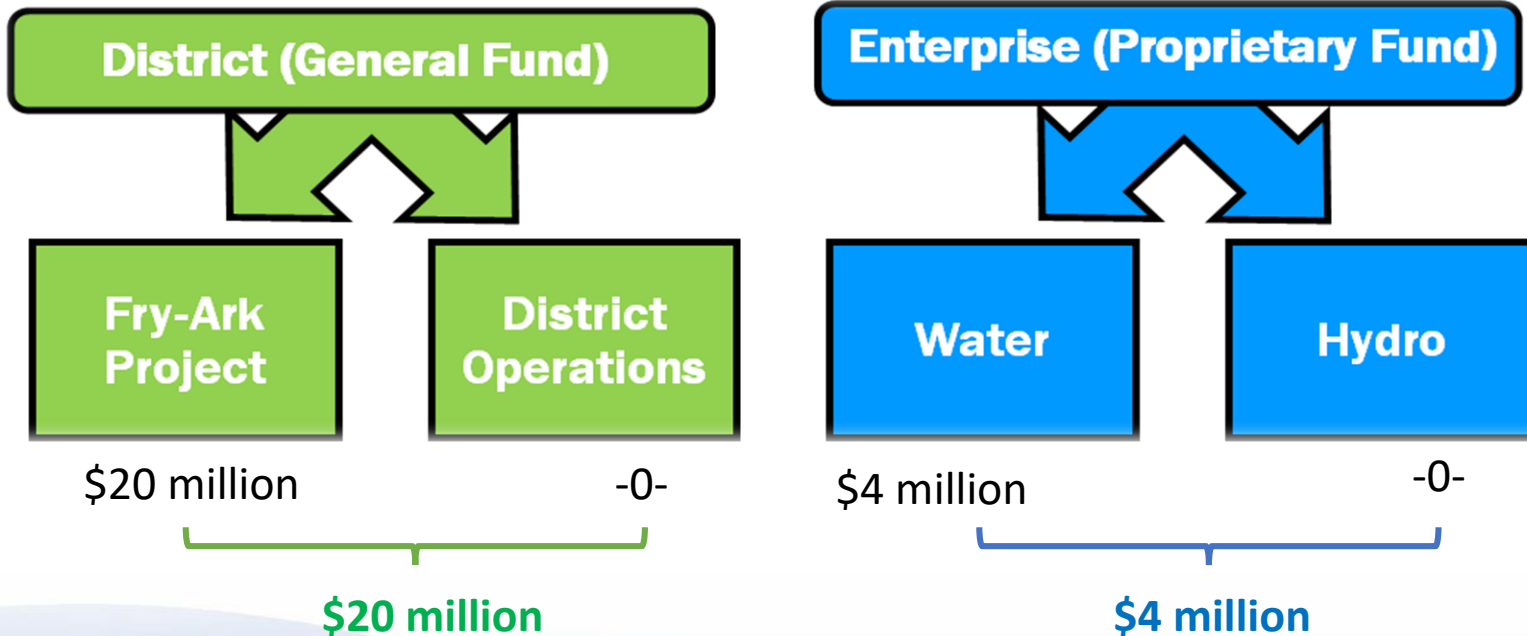 District (General Fund)
Enterprise (Proprietary Fund)
Fry-Ark
Project
District
Operations
Water
Hydro
$20 million
-0-
$4 million
-0-
$20 million
$4 million